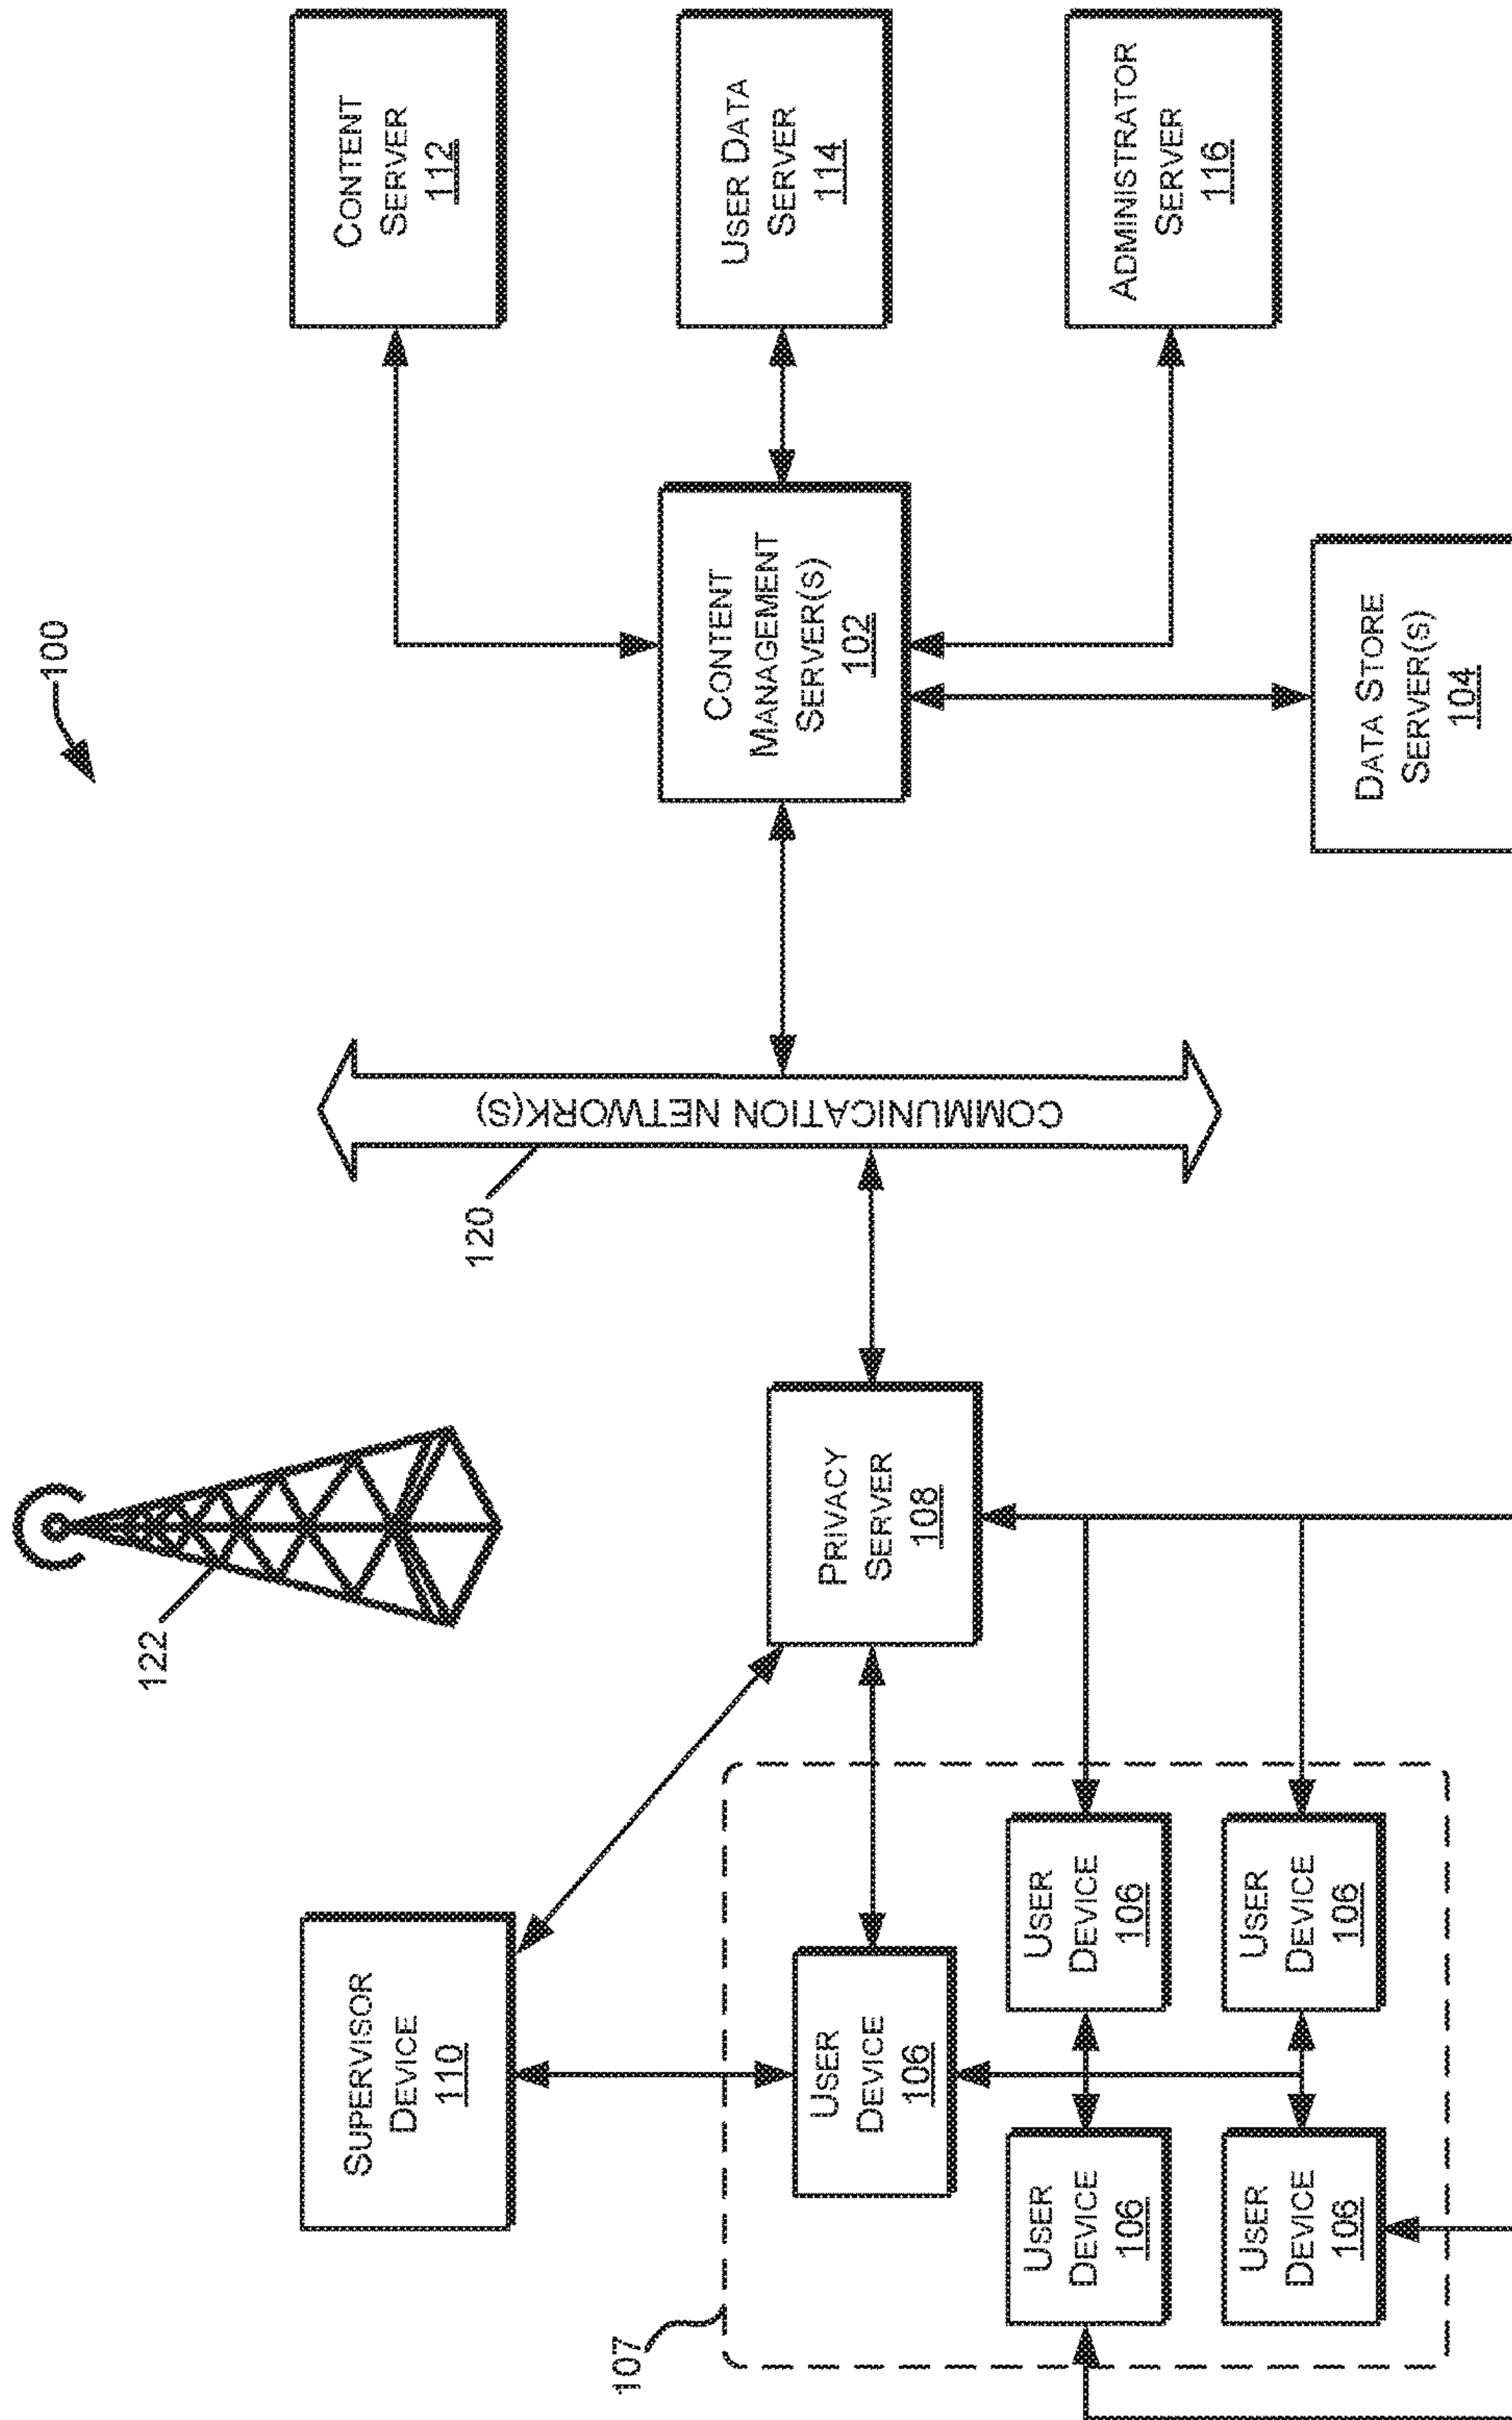 100
122
120
107
SUPERVISOR
DEVICE
110
PRIVACY
SERVER
108
COMMUNICATION NETWORK(S)
CONTENT
MANAGEMENT
SERVER(S)
102
CONTENT
SERVER
112
USER DATA
SERVER
114
ADMINISTRATOR
SERVER
116
DATA STORE
SERVER(S)
104
USER
DEVICE
106
USER
DEVICE
106
USER
DEVICE
106
USER
DEVICE
106
USER
DEVICE
106